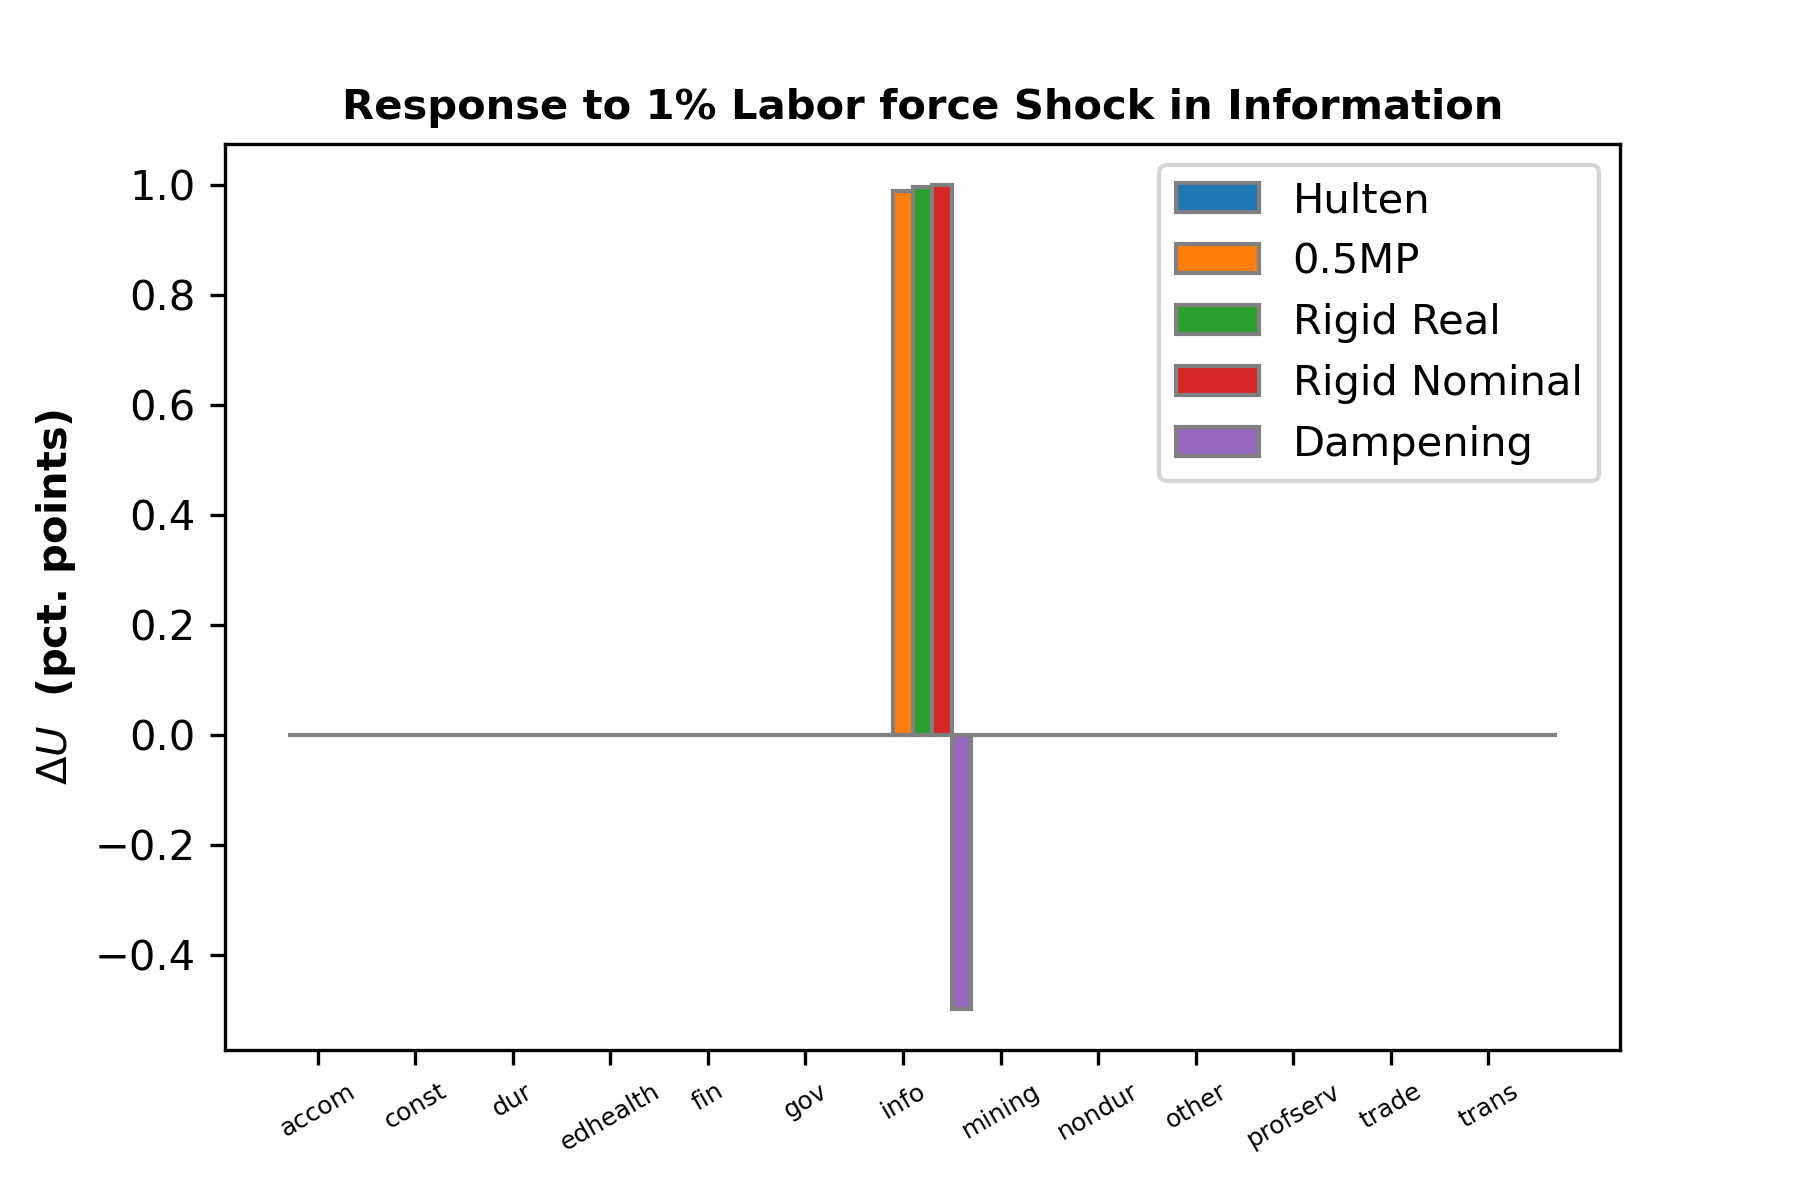 Response to 1% Labor force Shock in Information
ΔU (pct. points)
1.0
0.8
0.6
0.4
0.2
0.0
−0.2
−0.4
Hulten
0.5MP
Rigid Real
Rigid Nominal
Dampening
accom const dur edhealth fin gov info mining nondur other profserv trade trans